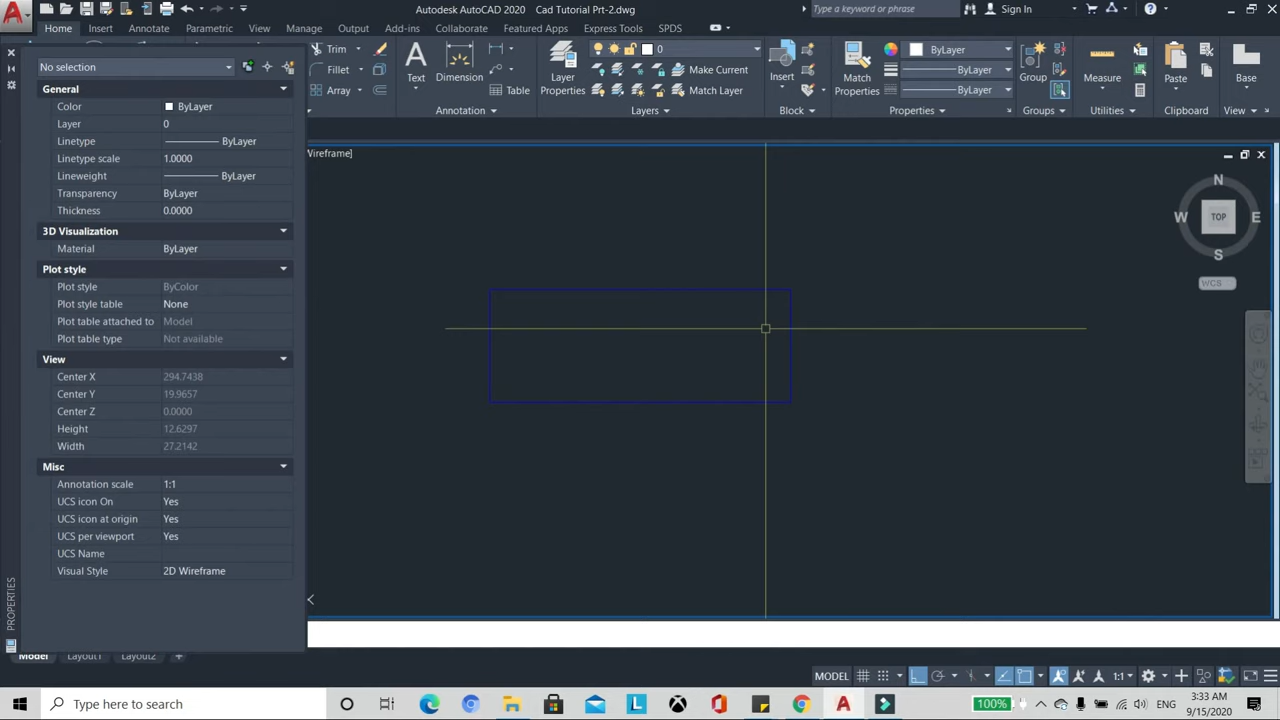 Autodesk AutoCAD 2020 Cad Tutorial Prt-2.dwg
Type a keyword or phrase
Sign In
Home Insert Annotate Parametric View Manage Output Add-ins Collaborate Featured Apps Express Tools SPDS
Trim
Fillet
Array
Text
Dimension
Table
Annotation
Layer
Properties
0
Make Current
Match Layer
Layers
Insert
Block
Match
Properties
ByLayer
ByLayer
ByLayer
Properties
Group
Groups
Measure
Utilities
Paste
Clipboard
Base
View
No selection
General
Color ByLayer
Layer 0
Linetype ByLayer
Linetype scale 1.0000
Lineweight ByLayer
Transparency ByLayer
Thickness 0.0000
3D Visualization
Material ByLayer
Plot style
Plot style ByColor
Plot style table None
Plot table attached to Model
Plot table type Not available
View
Center X 294.7438
Center Y 19.9657
Center Z 0.0000
Height 12.6297
Width 27.2142
Misc
Annotation scale 1:1
UCS icon On Yes
UCS icon at origin Yes
UCS per viewport Yes
UCS Name
Visual Style 2D Wireframe
PROPERTIES
Wireframe]
N
W TOP E
S
WCS
Model Layout1 Layout2
MODEL 1:1
Type here to search
100%
ENG
3:33 AM
9/15/2020